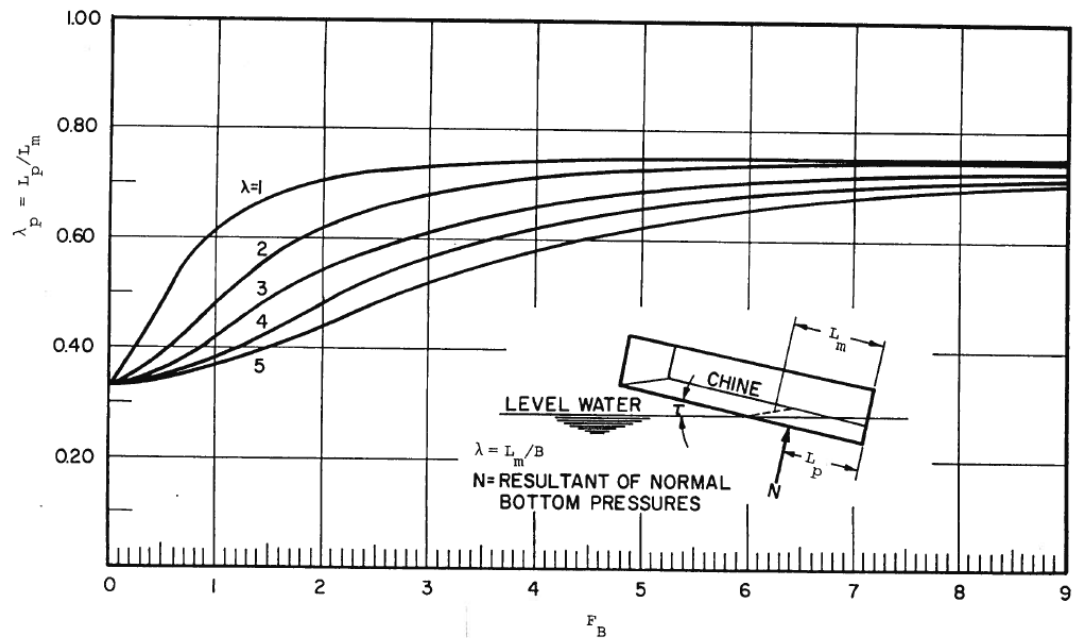 1.00
0.80
0.60
0.40
0.20
0.00
λp = Lp/Lm
λ=1
2
3
4
5
Lm
CHINE
LEVEL WATER
τ
λ = Lm/B
Lp
N= RESULTANT OF NORMAL
BOTTOM PRESSURES
N
0 1 2 3 4 5 6 7 8 9
FB